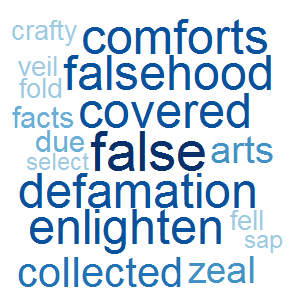 crafty comforts
veil falsehood
fold covered
facts
due false arts
select
defamation
enlighten fell
sap
collected zeal